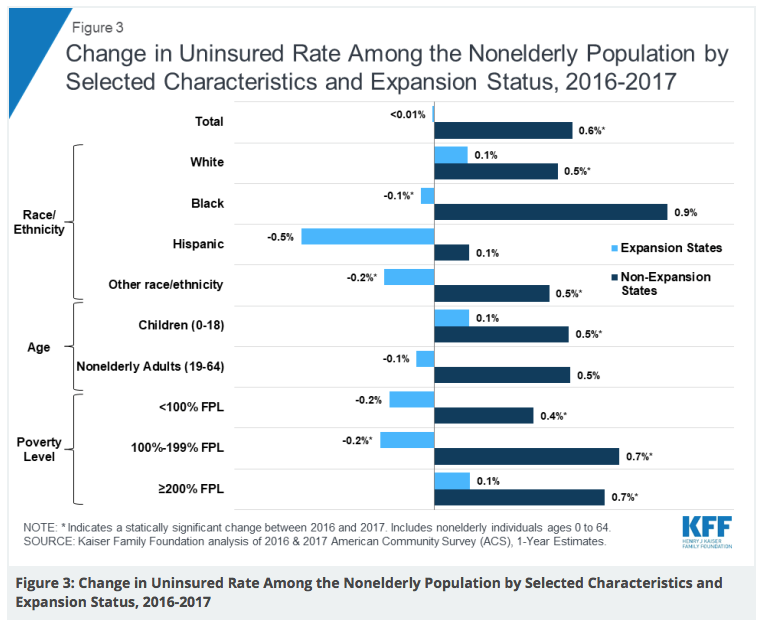 Figure 3
Change in Uninsured Rate Among the Nonelderly Population by
Selected Characteristics and Expansion Status, 2016-2017
Total
<0.01%
0.6%*
Race/
Ethnicity
White
0.1%
0.5%*
Black
-0.1%*
0.9%
Hispanic
-0.5%
0.1%
Other race/ethnicity
-0.2%*
0.5%*
Expansion States
Non-Expansion
States
Age
Children (0-18)
0.1%
0.5%*
Nonelderly Adults (19-64)
-0.1%
0.5%
Poverty
Level
<100% FPL
-0.2%
0.4%*
100%-199% FPL
-0.2%*
0.7%*
≥200% FPL
0.1%
0.7%*
NOTE: * Indicates a statically significant change between 2016 and 2017. Includes nonelderly individuals ages 0 to 64.
SOURCE: Kaiser Family Foundation analysis of 2016 & 2017 American Community Survey (ACS), 1-Year Estimates.
KFF
HENRY J KAISER
FAMILY FOUNDATION
Figure 3: Change in Uninsured Rate Among the Nonelderly Population by Selected Characteristics and
Expansion Status, 2016-2017